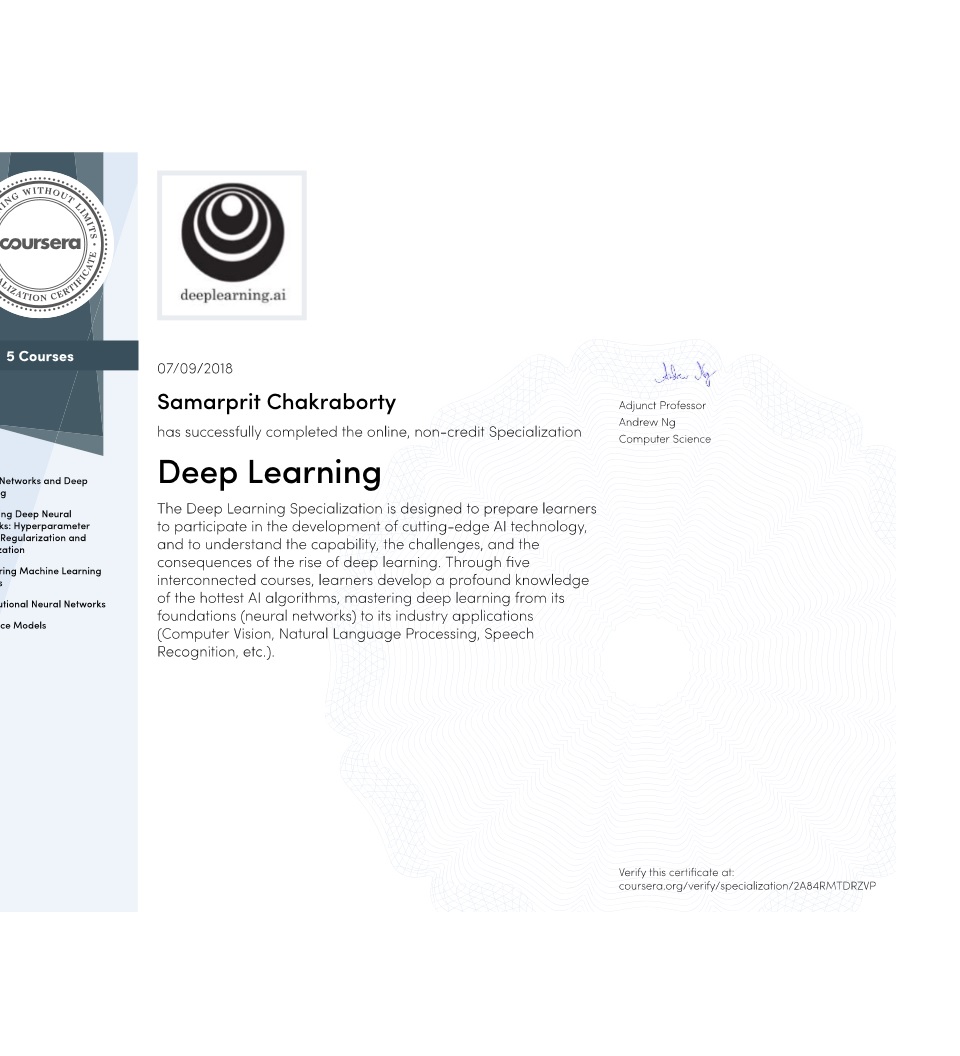 NG WITHOUT LIMITS •
coursera
LIZATION CERTIFICATE
5 Courses
Networks and Deep
g
ng Deep Neural
ks: Hyperparameter
Regularization and
zation
ring Machine Learning
s
utional Neural Networks
ce Models
deeplearning.ai
07/09/2018
Samarprit Chakraborty
has successfully completed the online, non-credit Specialization
Deep Learning
The Deep Learning Specialization is designed to prepare learners
to participate in the development of cutting-edge AI technology,
and to understand the capability, the challenges, and the
consequences of the rise of deep learning. Through five
interconnected courses, learners develop a profound knowledge
of the hottest AI algorithms, mastering deep learning from its
foundations (neural networks) to its industry applications
(Computer Vision, Natural Language Processing, Speech
Recognition, etc.).
Andrew Ng
Adjunct Professor
Andrew Ng
Computer Science
Verify this certificate at:
coursera.org/verify/specialization/2A84RMTDRZVP